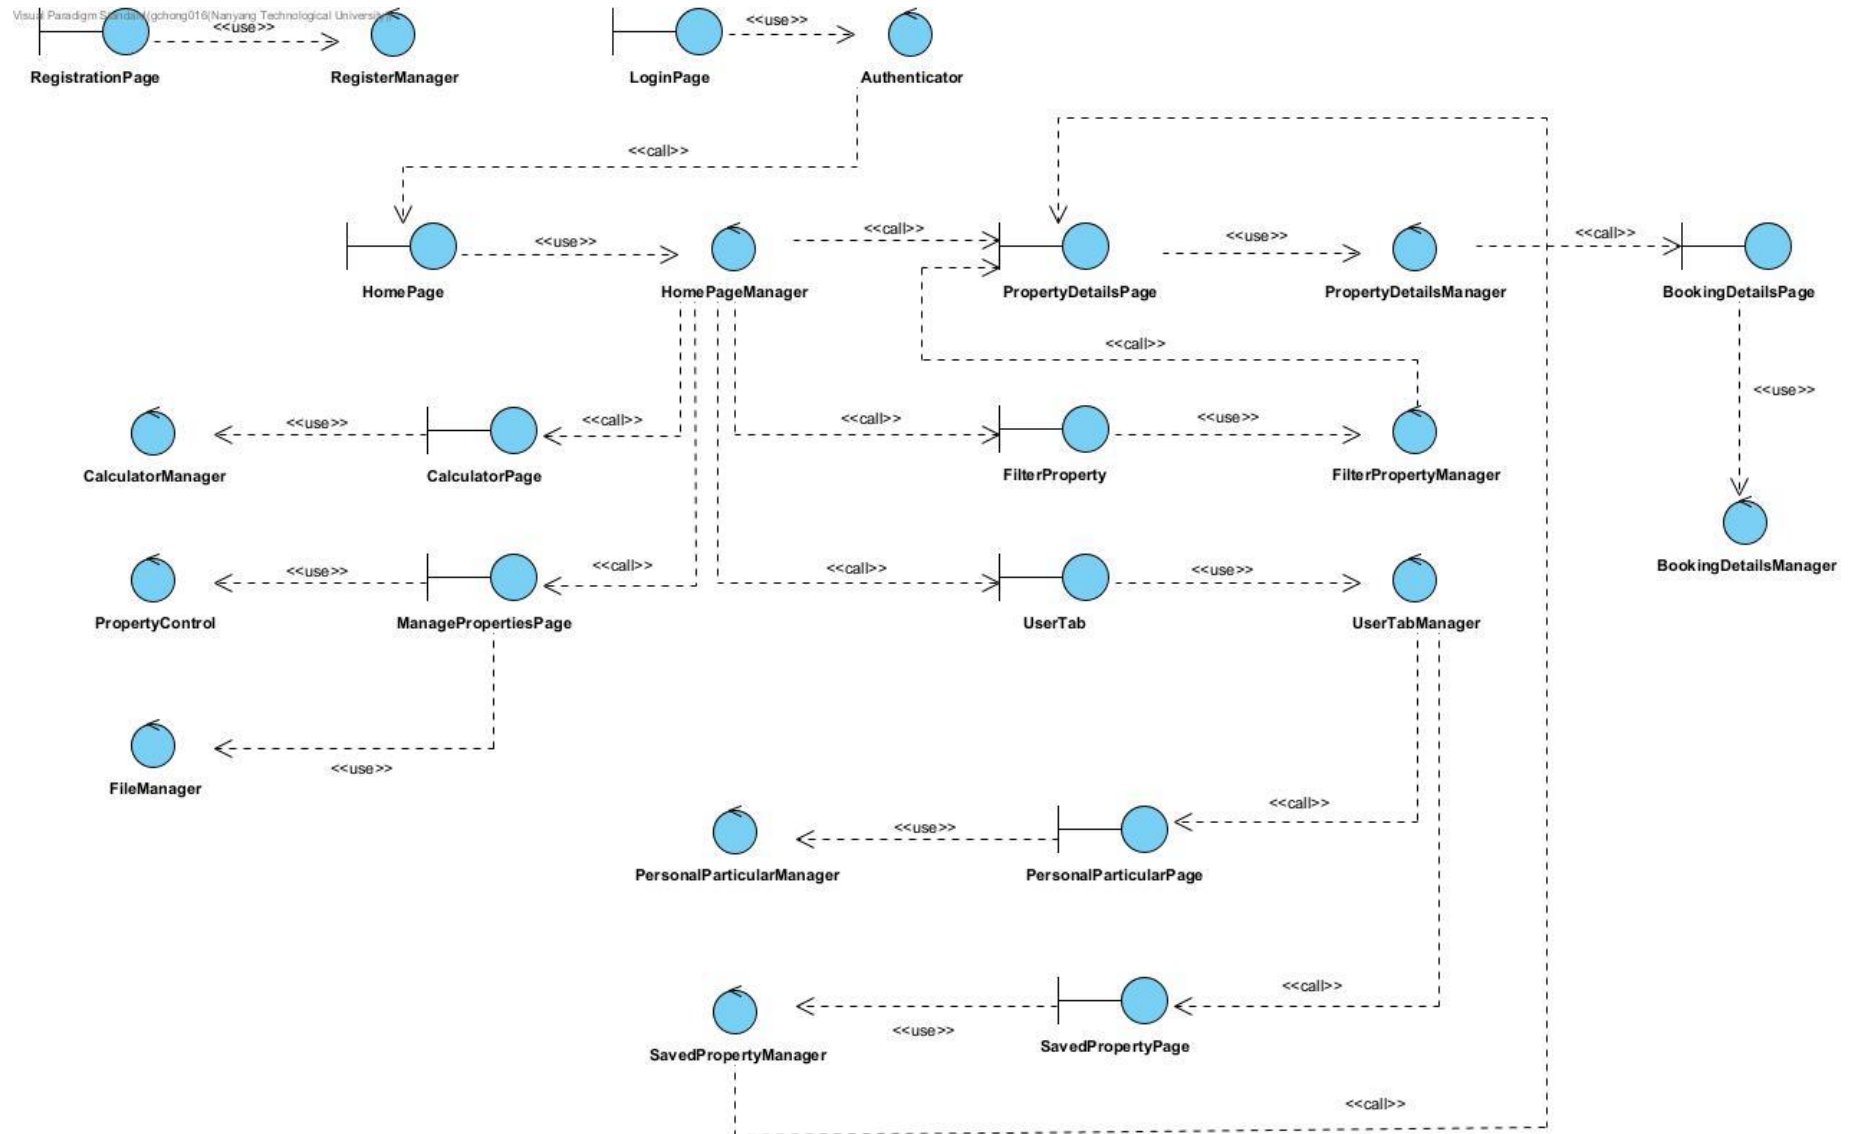 Visual Paradigm Standard(gchong016(Nanyang Technological University))
<<use>>
<<use>>
RegistrationPage
RegisterManager
LoginPage
Authenticator
<<call>>
<<call>>
<<use>>
<<use>>
<<call>>
HomePage
HomePageManager
PropertyDetailsPage
PropertyDetailsManager
BookingDetailsPage
<<call>>
<<use>>
<<use>>
<<call>>
<<call>>
<<use>>
CalculatorManager
CalculatorPage
FilterProperty
FilterPropertyManager
<<use>>
<<call>>
<<call>>
<<use>>
BookingDetailsManager
PropertyControl
ManagePropertiesPage
UserTab
UserTabManager
<<use>>
FileManager
<<call>>
<<use>>
PersonalParticularManager
PersonalParticularPage
<<call>>
<<use>>
SavedPropertyManager
SavedPropertyPage
<<call>>